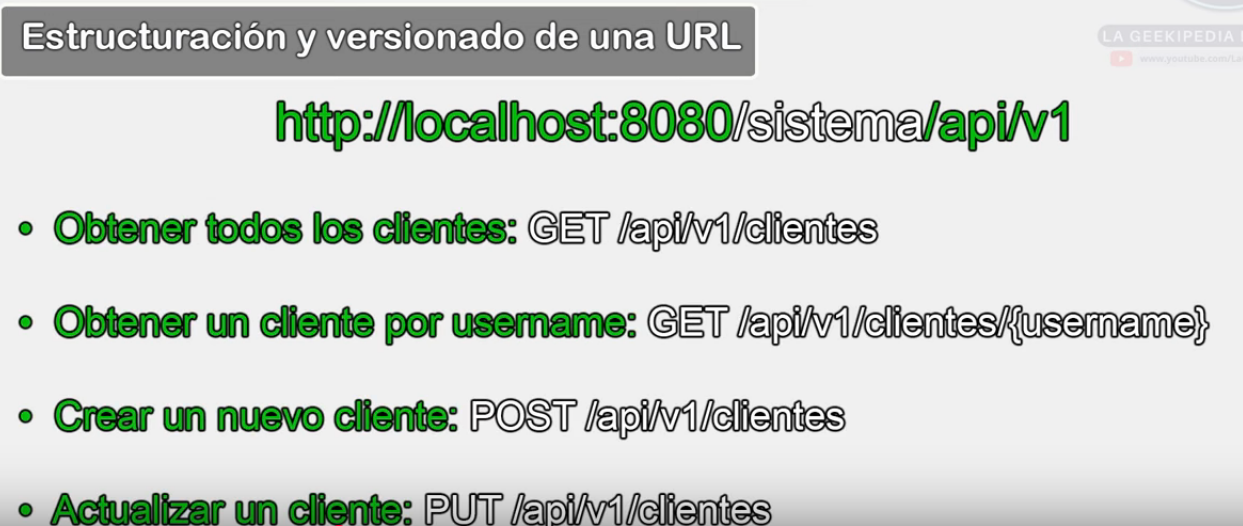 Estructuración y versionado de una URL
LA GEEKIPEDIA
www.youtube.com/La
http://localhost:8080/sistema/api/v1
• Obtener todos los clientes: GET /api/v1/clientes
• Obtener un cliente por username: GET /api/v1/clientes/{username}
• Crear un nuevo cliente: POST /api/v1/clientes
• Actualizar un cliente: PUT /api/v1/clientes